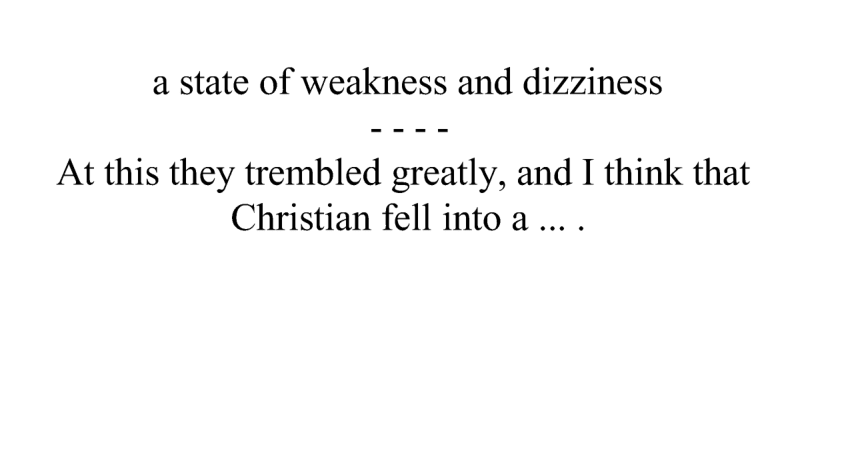 a state of weakness and dizziness
- - - -
At this they trembled greatly, and I think that
Christian fell into a ... .